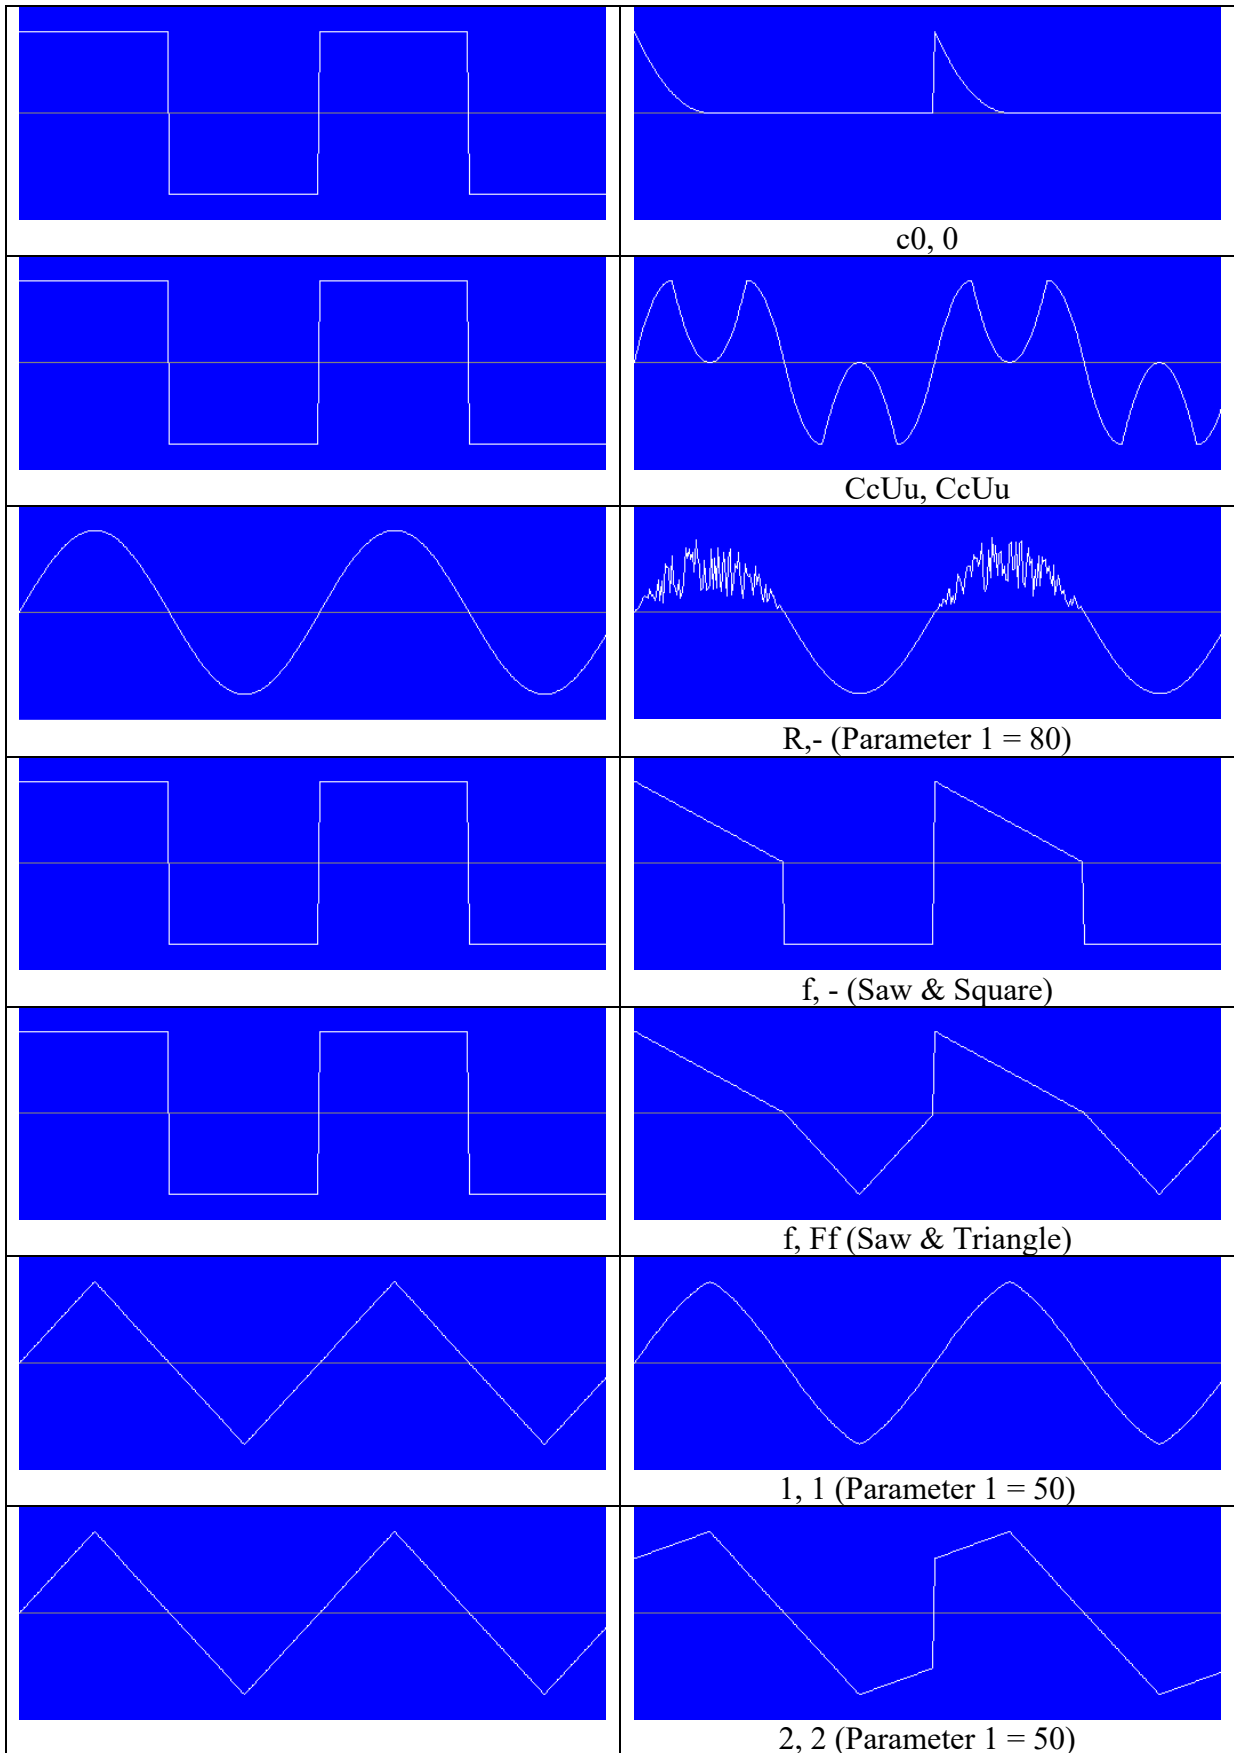 c0, 0
CcUu, CcUu
R,- (Parameter 1 = 80)
f, - (Saw & Square)
f, Ff (Saw & Triangle)
1, 1 (Parameter 1 = 50)
2, 2 (Parameter 1 = 50)